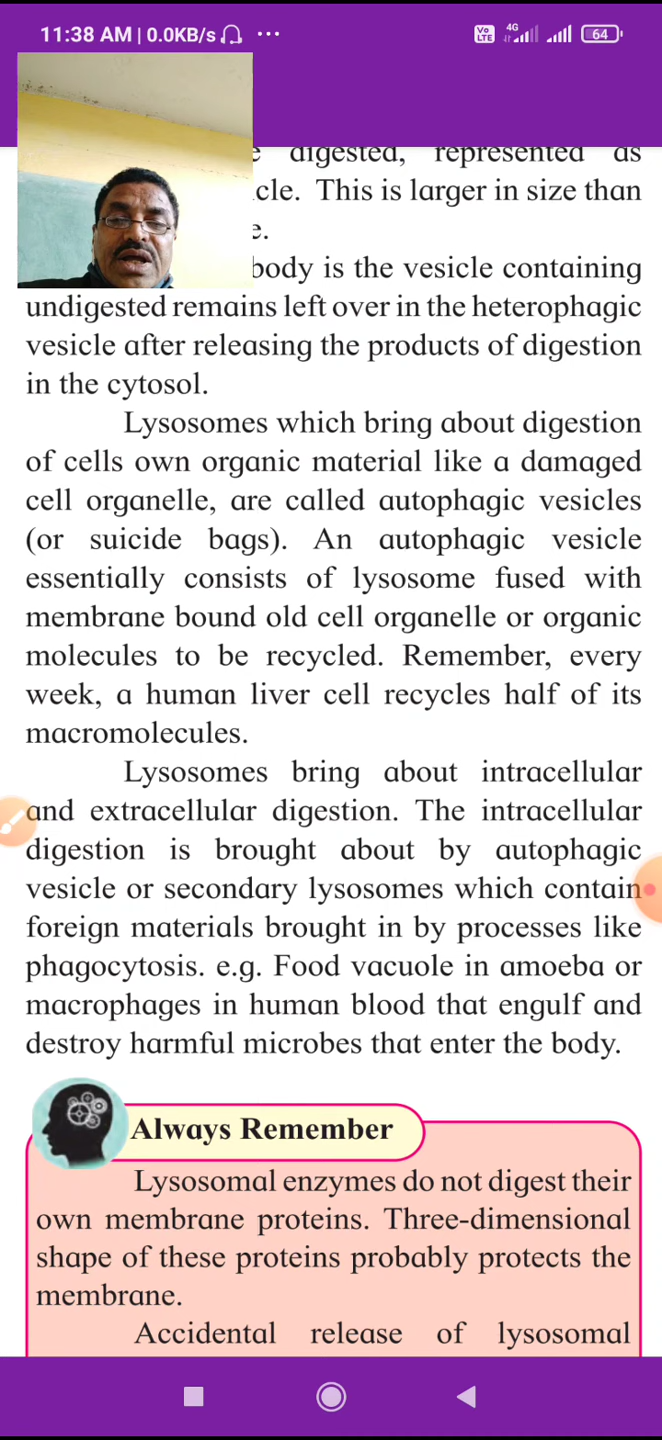 11:38 AM | 0.0KB/s ...
Vo LTE 4G 64
digested, represented as
cle. This is larger in size than
e.
body is the vesicle containing
undigested remains left over in the heterophagic
vesicle after releasing the products of digestion
in the cytosol.
Lysosomes which bring about digestion
of cells own organic material like a damaged
cell organelle, are called autophagic vesicles
(or suicide bags). An autophagic vesicle
essentially consists of lysosome fused with
membrane bound old cell organelle or organic
molecules to be recycled. Remember, every
week, a human liver cell recycles half of its
macromolecules.
Lysosomes bring about intracellular
and extracellular digestion. The intracellular
digestion is brought about by autophagic
vesicle or secondary lysosomes which contain
foreign materials brought in by processes like
phagocytosis. e.g. Food vacuole in amoeba or
macrophages in human blood that engulf and
destroy harmful microbes that enter the body.
Always Remember
Lysosomal enzymes do not digest their
own membrane proteins. Three-dimensional
shape of these proteins probably protects the
membrane.
Accidental release of lysosomal